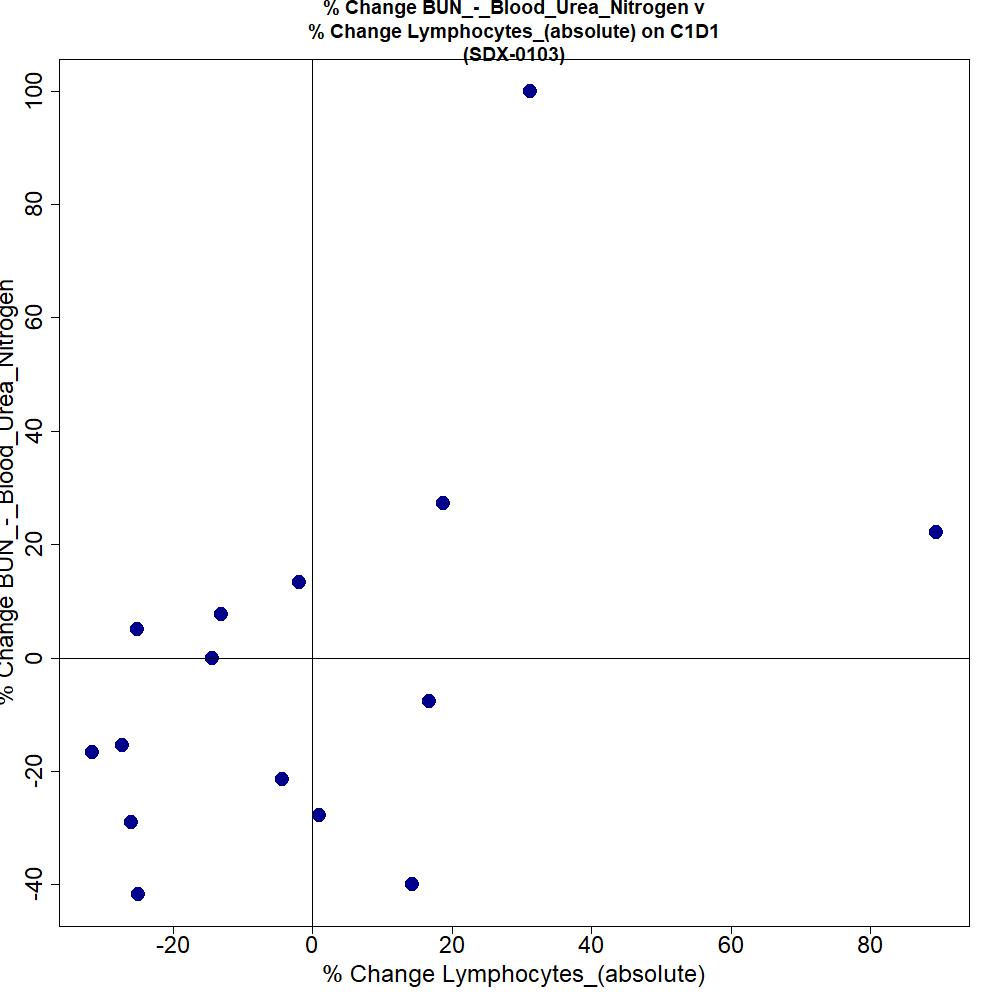 % Change BUN_-_Blood_Urea_Nitrogen v
% Change Lymphocytes_(absolute) on C1D1
(SDX-0103)
% Change BUN_-_Blood_Urea_Nitrogen
100
80
60
40
20
0
-20
-40
-20
0
20
40
60
80
% Change Lymphocytes_(absolute)